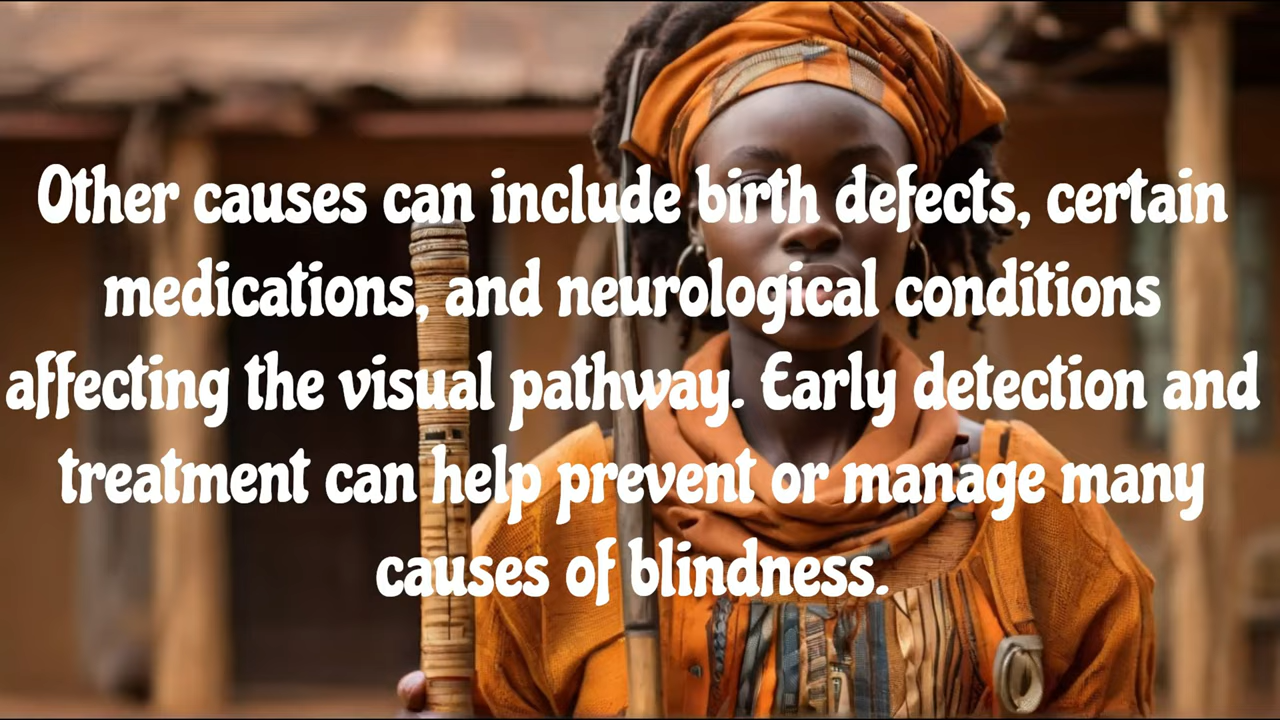 Other causes can include birth defects, certain
medications, and neurological conditions
affecting the visual pathway. Early detection and
treatment can help prevent or manage many
causes of blindness.